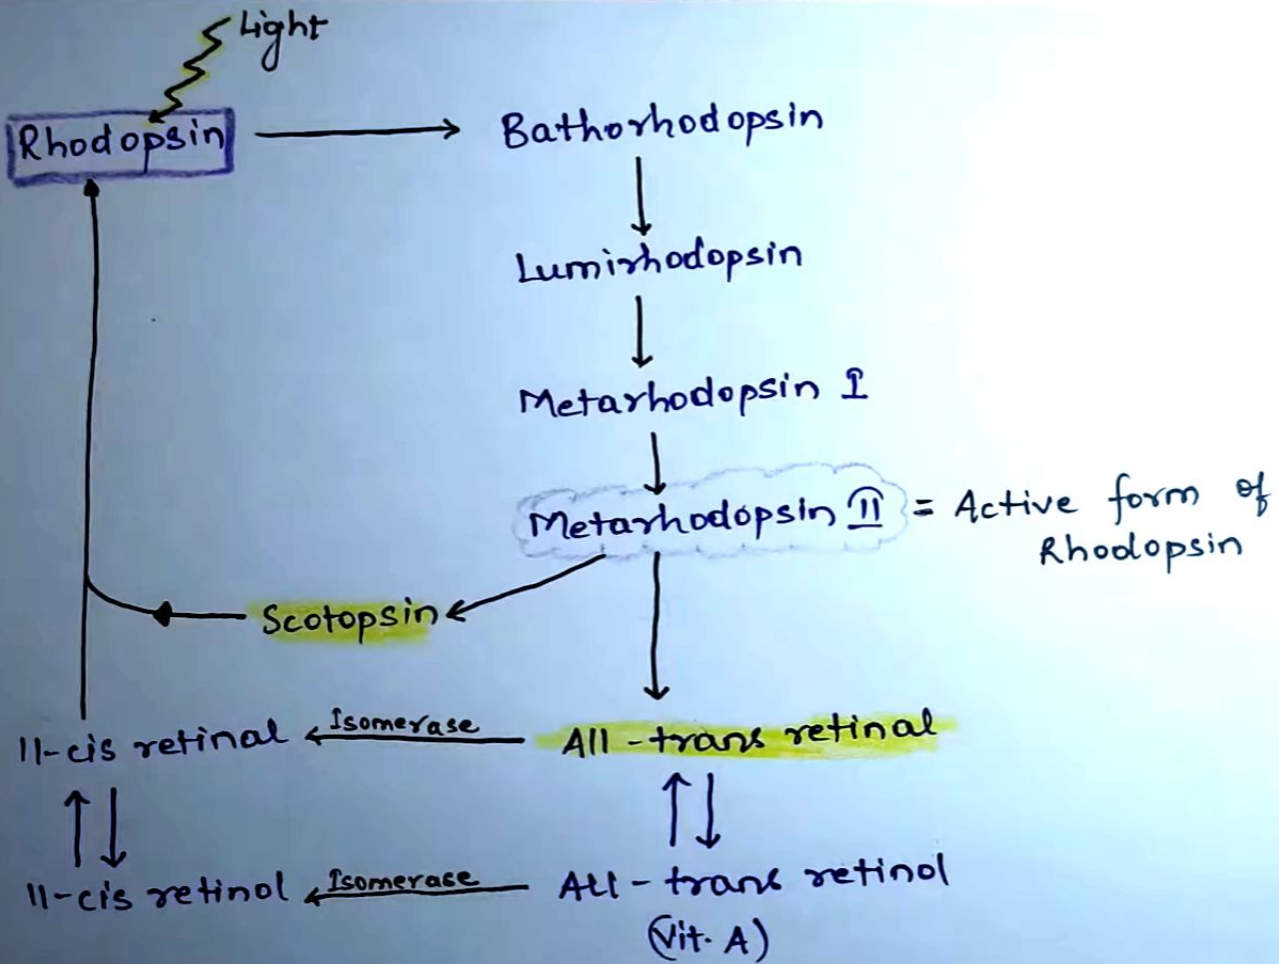 Light
Rhodopsin
Bathorhodopsin
Lumirhodopsin
Metarhodopsin I
Metarhodopsin II = Active form of
Rhodopsin
Scotopsin
11-cis retinal
Isomerase
All-trans retinal
11-cis retinol
Isomerase
All-trans retinol
(Vit. A)